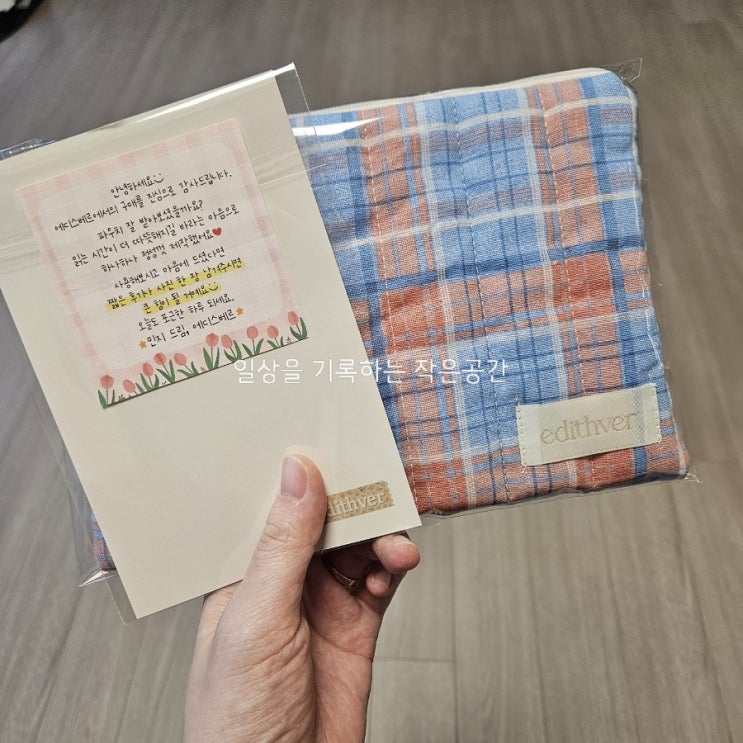 안녕하세요
에디스베르에서의 구매를 진심으로 감사드립니다.
파우치 잘 받아보셨을까요?
읽는 시간이 더 따뜻해지길 바라는 마음으로
하나하나 정성껏 제작했어요
사용해보시고 마음에 드셨다면
짧은 후기나 사진 한 장 남겨주시면
큰 힘이 될 거예요
오늘도 포근한 하루 되세요.
민지 드림, 에디스베르
일상을 기록하는 작은공간
edithver
edithver